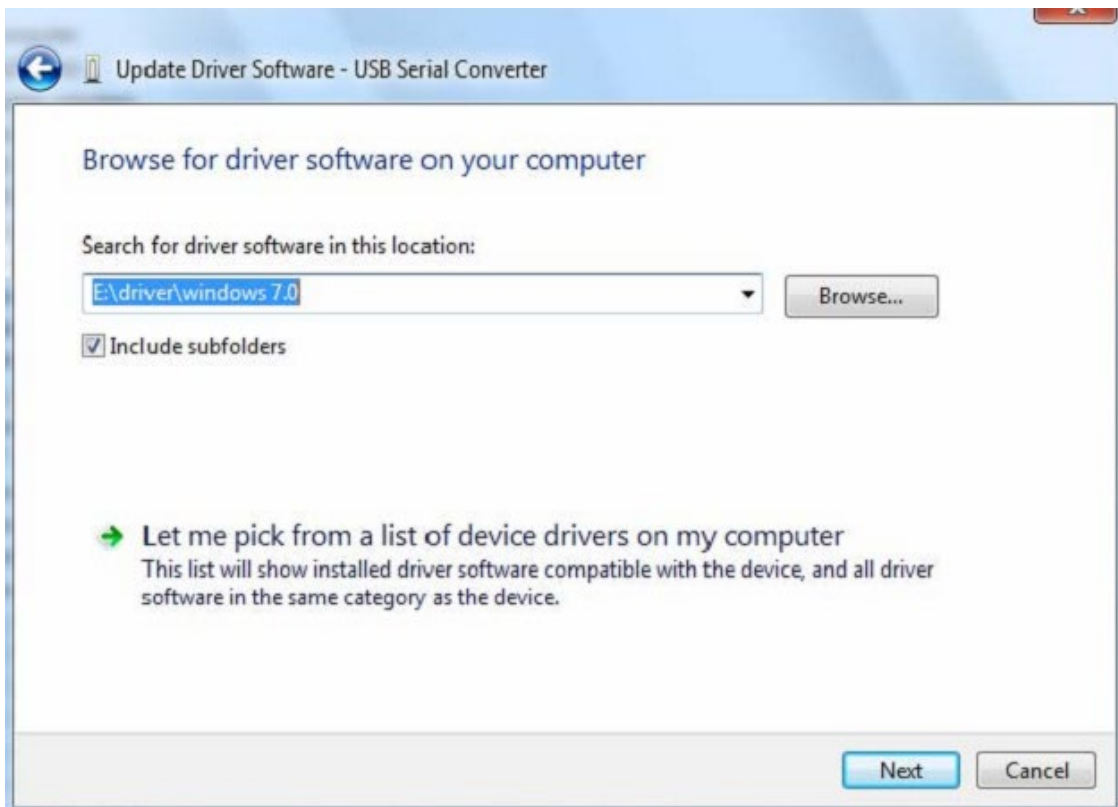 Update Driver Software - USB Serial Converter
Browse for driver software on your computer
Search for driver software in this location:
E:\driver\windows 7.0
Browse...
Include subfolders
Let me pick from a list of device drivers on my computer
This list will show installed driver software compatible with the device, and all driver
software in the same category as the device.
Next
Cancel